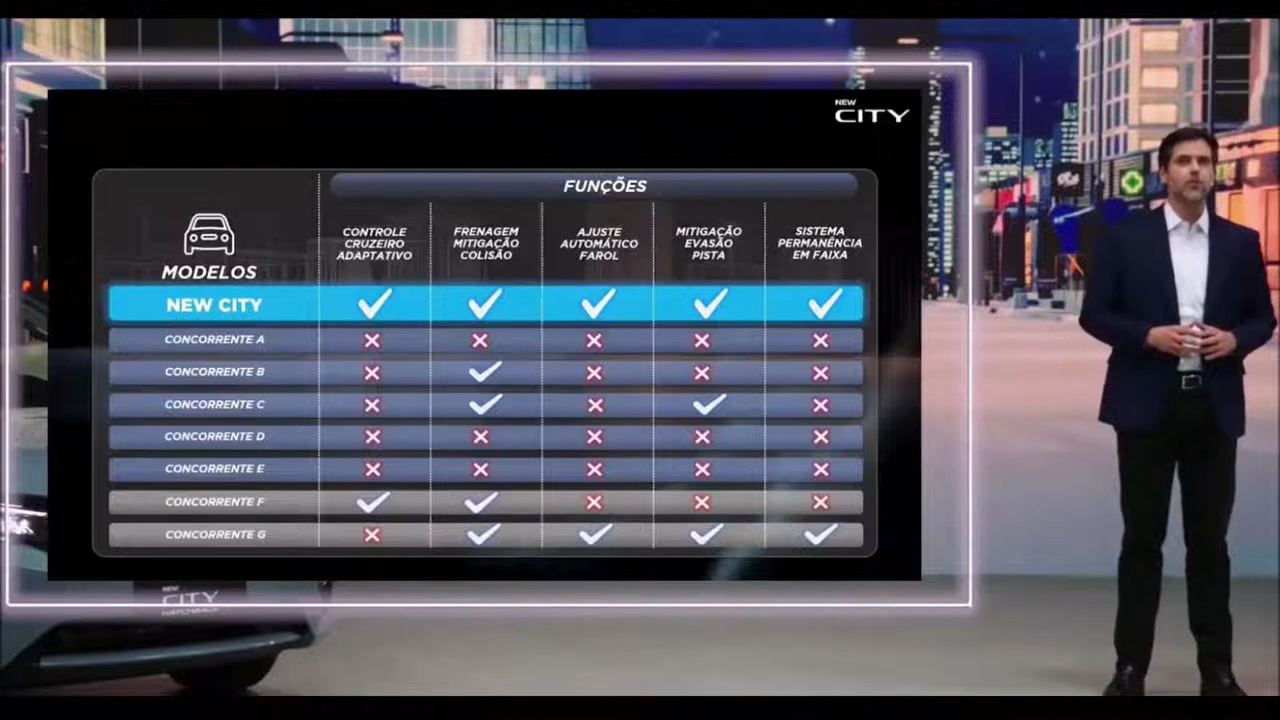 NEW
CITY
FUNÇÕES
MODELOS
CONTROLE
CRUZEIRO
ADAPTATIVO
FRENAGEM
MITIGAÇÃO
COLISÃO
AJUSTE
AUTOMÁTICO
FAROL
MITIGAÇÃO
EVASÃO
PISTA
SISTEMA
PERMANÊNCIA
EM FAIXA
NEW CITY
CONCORRENTE A
CONCORRENTE B
CONCORRENTE C
CONCORRENTE D
CONCORRENTE E
CONCORRENTE F
CONCORRENTE G
NEW
CITY
HATCHBACK